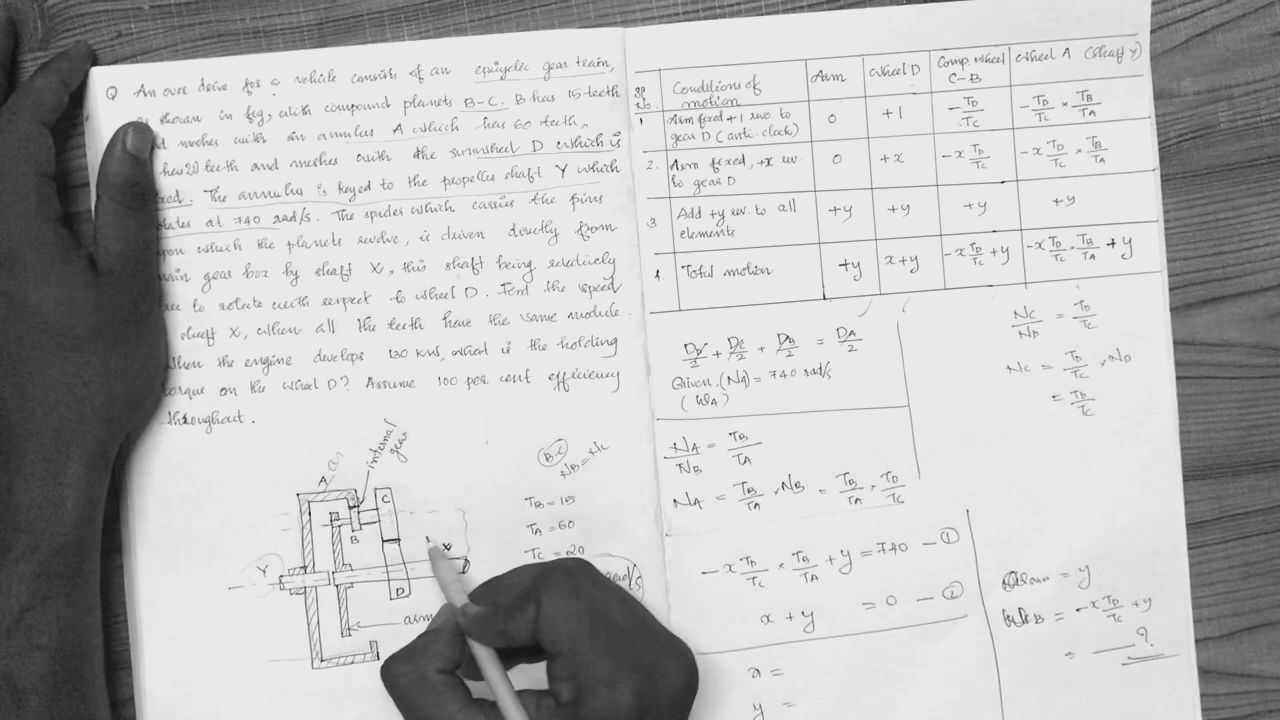 Q An over drive for a vehicle consists of an epicyclic gear train,
shown in fig, with compound planets B-C. B has 15 teeth
meshes with an annulus A which has 60 teeth,
has 20 teeth and meshes with the sunwheel D which is
The annulus is keyed to the propeller shaft Y which
at 740 rad/s. The spider which carries the pins
upon which the planets revolve, is driven directly from
gear box by shaft X, this shaft being relatively
to rotate with respect to wheel D. Find the speed
shaft X, when all the teeth have the same module.
When the engine develops 130 kW, what is the holding
torque on the wheel D? Assume 100 per cent efficiency
throughout.
A
internal gear
C
B
Y
X
D
arm
B-C
NB = NC
TB = 15
TA = 60
TC = 20
rad/s
No. Conditions of motion Arm Wheel D Comp. wheel C-B Wheel A (shaft Y)
1 Arm fixed +1 rev. to gear D (anti-clock) 0 +1 -TD/TC -TD/TC × TB/TA
2. Arm fixed, +x rev. to gear D 0 +x -x TD/TC -x TD/TC × TB/TA
3 Add +y rev. to all elements +y +y +y +y
4. Total motion +y x+y -x TD/TC +y -x TD/TC × TB/TA + y
DD/2 + DC/2 + DB/2 = DA/2
Given, (NA) = 740 rad/s
(ωA)
NA/NB = TB/TA
NA = TB/TA × NB = TB/TA × TD/TC
NC/ND = TD/TC
NC = TD/TC × ND
= TD/TC
-x TD/TC × TB/TA + y = 740 - ①
x + y = 0 - ②
x =
y =
= y
= -x TD/TC + y
= ?